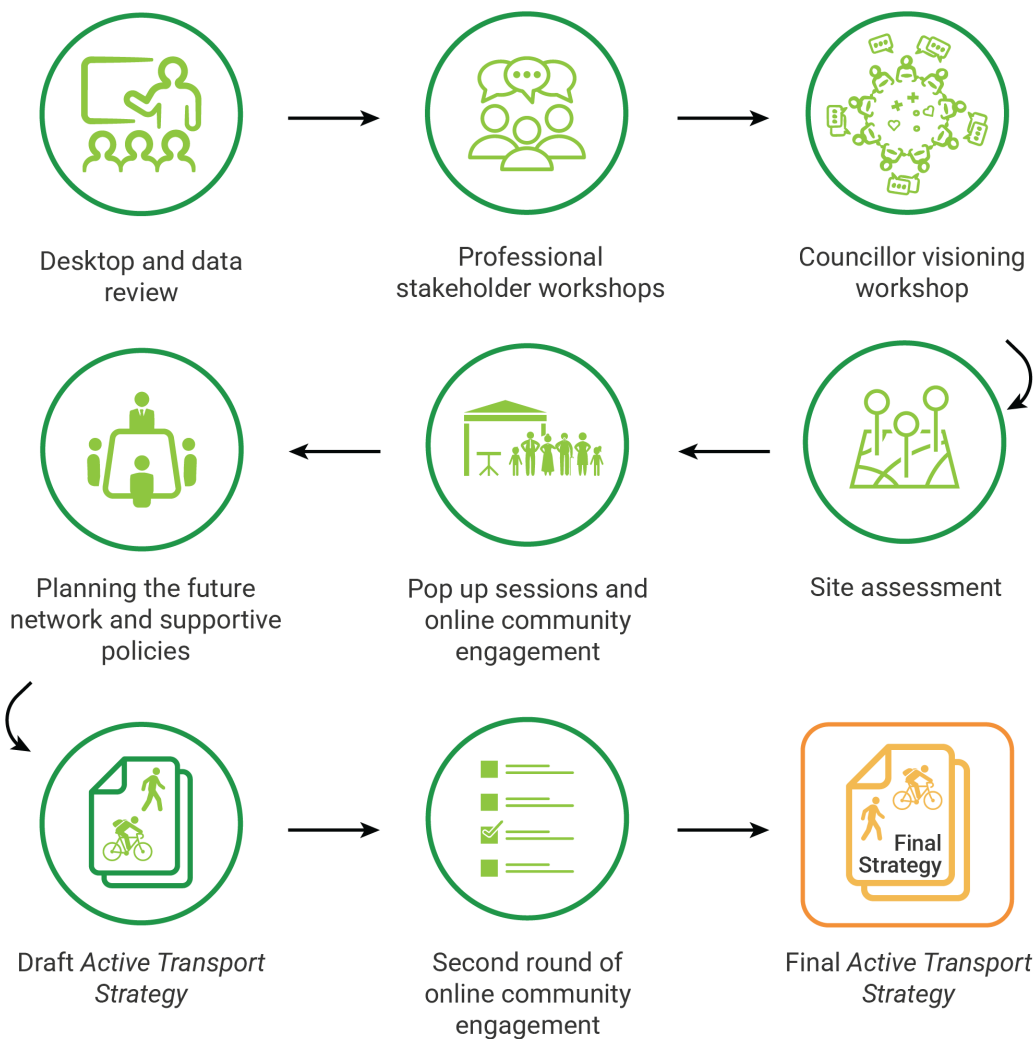 Desktop and data
review
Professional
stakeholder workshops
Councillor visioning
workshop
Site assessment
Pop up sessions and
online community
engagement
Planning the future
network and supportive
policies
Draft Active Transport
Strategy
Second round of
online community
engagement
Final
Strategy
Final Active Transport
Strategy